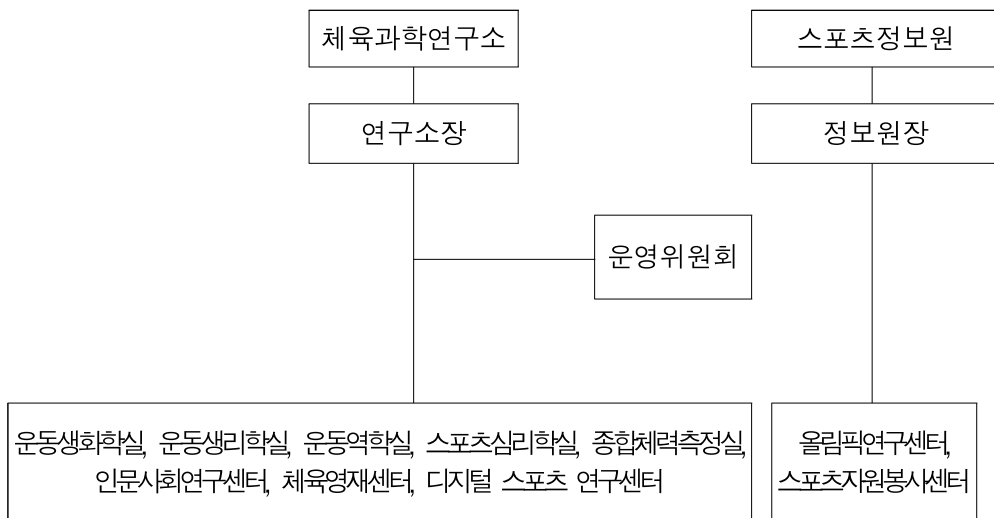 체육과학연구소
스포츠정보원
연구소장
정보원장
운영위원회
운동생화학실, 운동생리학실, 운동역학실, 스포츠심리학실, 종합체력측정실,
인문사회연구센터, 체육영재센터, 디지털 스포츠 연구센터
올림픽연구센터,
스포츠자원봉사센터